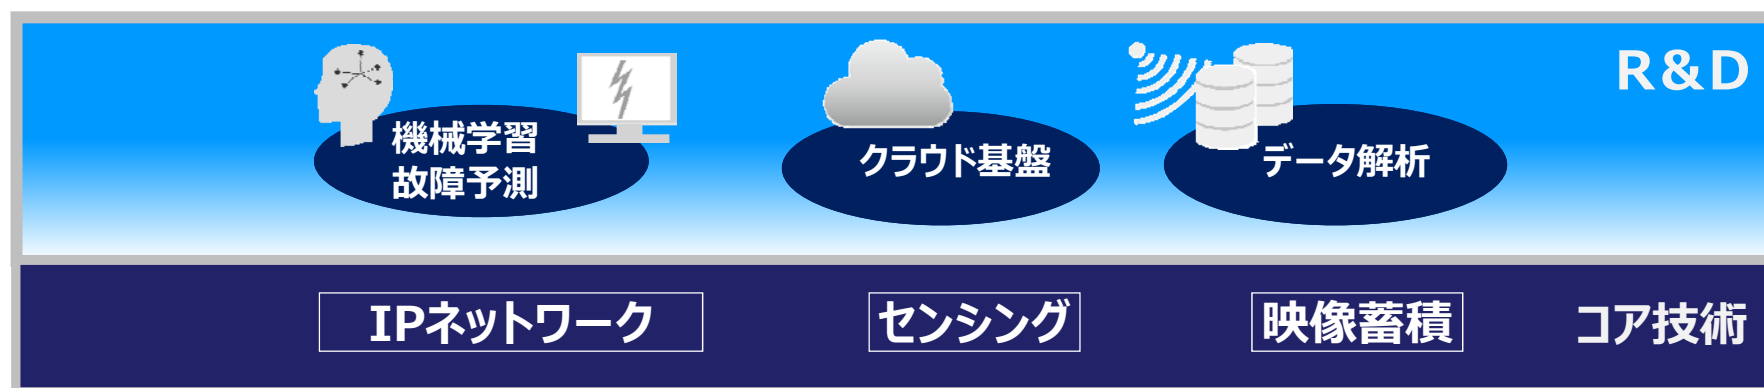 R&D
機械学習
故障予測
クラウド基盤
データ解析
IPネットワーク
センシング
映像蓄積
コア技術